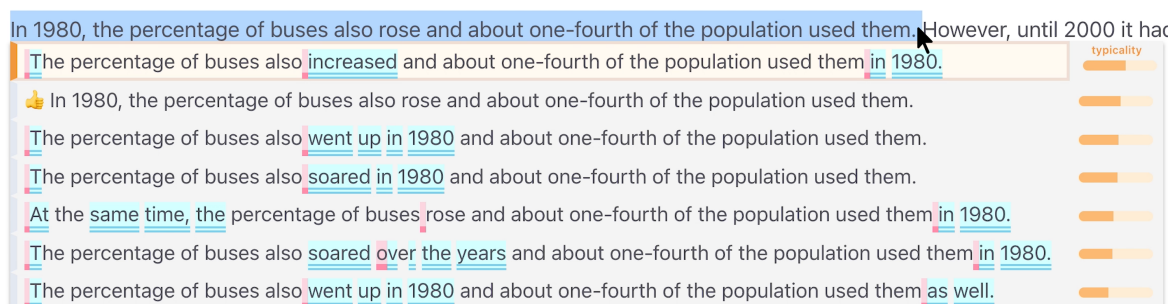 In 1980, the percentage of buses also rose and about one-fourth of the population used them. However, until 2000 it had
typicality
The percentage of buses also increased and about one-fourth of the population used them in 1980.
👍 In 1980, the percentage of buses also rose and about one-fourth of the population used them.
The percentage of buses also went up in 1980 and about one-fourth of the population used them.
The percentage of buses also soared in 1980 and about one-fourth of the population used them.
At the same time, the percentage of buses rose and about one-fourth of the population used them in 1980.
The percentage of buses also soared over the years and about one-fourth of the population used them in 1980.
The percentage of buses also went up in 1980 and about one-fourth of the population used them as well.